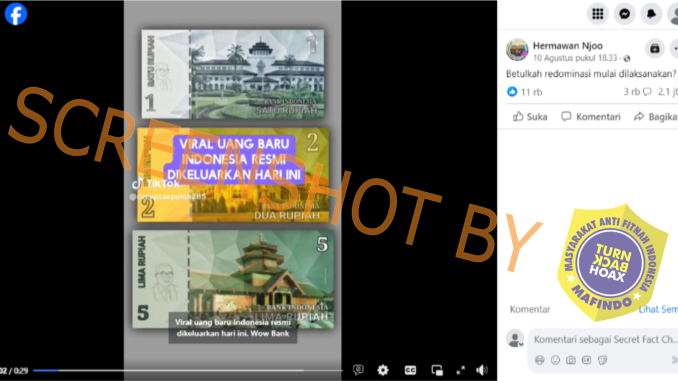 Hermawan Njoo
10 Agustus pukul 18.33
Betulkah redominasi mulai dilaksanakan?
11 rb
3 rb
Suka
Komentari
Bagika
Komentar
Lihat Sem
Komentari sebagai Secret Fact Ch...
SATU RUPIAH
1
1
BANK INDONESIA
SATU RUPIAH
VIRAL UANG BARU
INDONESIA RESMI
DIKELUARKAN HARI INI
2
2
TikTok
BANK INDONESIA
DUA RUPIAH
LIMA RUPIAH
5
5
BANK INDONESIA
LIMA RUPIAH
Viral uang baru Indonesia resmi
dikeluarkan hari ini. Wow Bank
02 / 0:29
SCREENSHOT BY
MASYARAKAT ANTI FITNAH INDONESIA
TURN
BACK
HOAX
MAFINDO